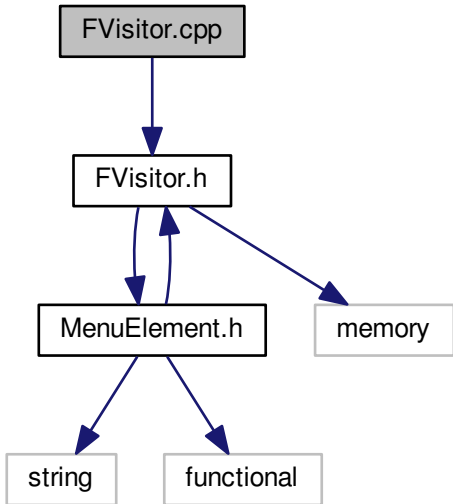 FVisitor.cpp
FVisitor.h
MenuElement.h
memory
string
functional